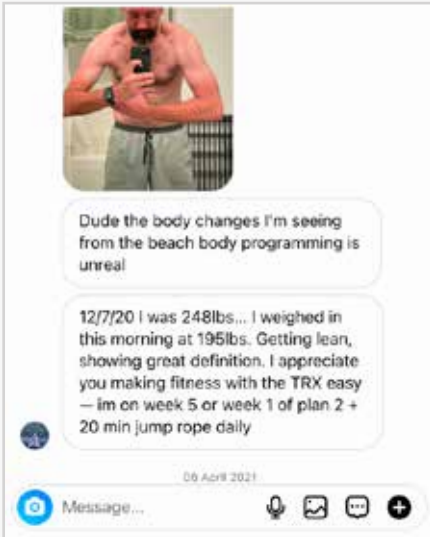 Dude the body changes I'm seeing
from the beach body programming is
unreal
12/7/20 I was 248lbs... I weighed in
this morning at 195lbs. Getting lean,
showing great definition. I appreciate
you making fitness with the TRX easy
— im on week 5 or week 1 of plan 2 +
20 min jump rope daily
06 April 2021
Message...